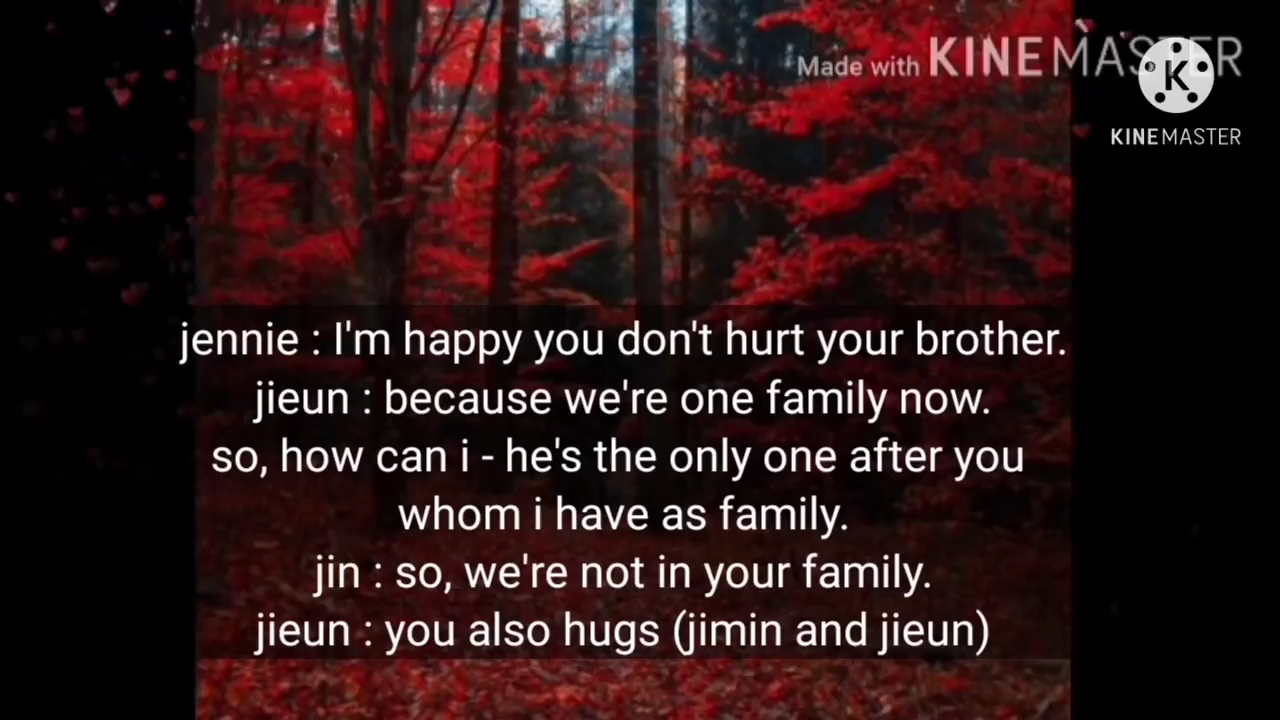 Made with KINEMASTER
K
KINEMASTER
jennie : I'm happy you don't hurt your brother.
jieun : because we're one family now.
so, how can i - he's the only one after you
whom i have as family.
jin : so, we're not in your family.
jieun : you also hugs (jimin and jieun)